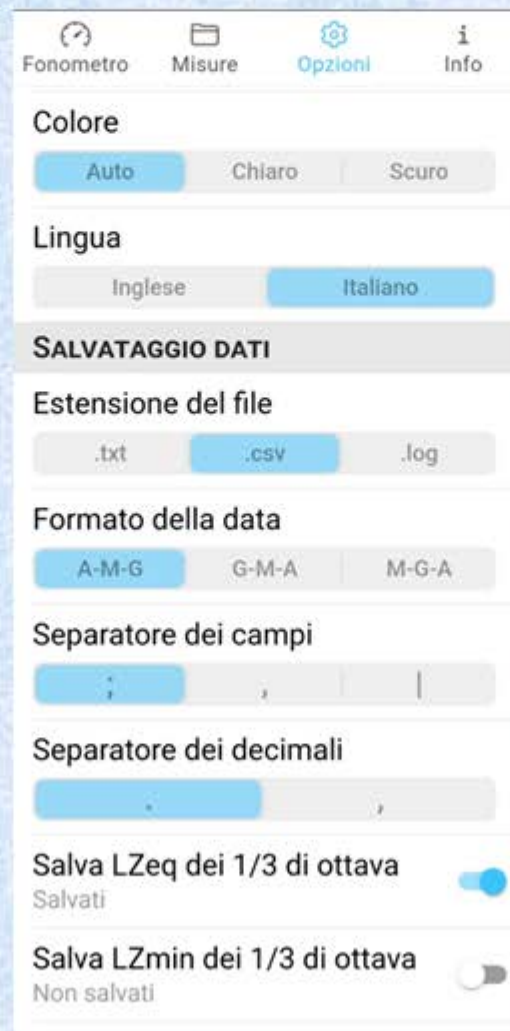 Fonometro Misure Opzioni Info
Colore
Auto Chiaro Scuro
Lingua
Inglese Italiano
SALVATAGGIO DATI
Estensione del file
.txt .csv .log
Formato della data
A-M-G G-M-A M-G-A
Separatore dei campi
; , |
Separatore dei decimali
. ,
Salva LZeq dei 1/3 di ottava
Salvati
Salva LZmin dei 1/3 di ottava
Non salvati